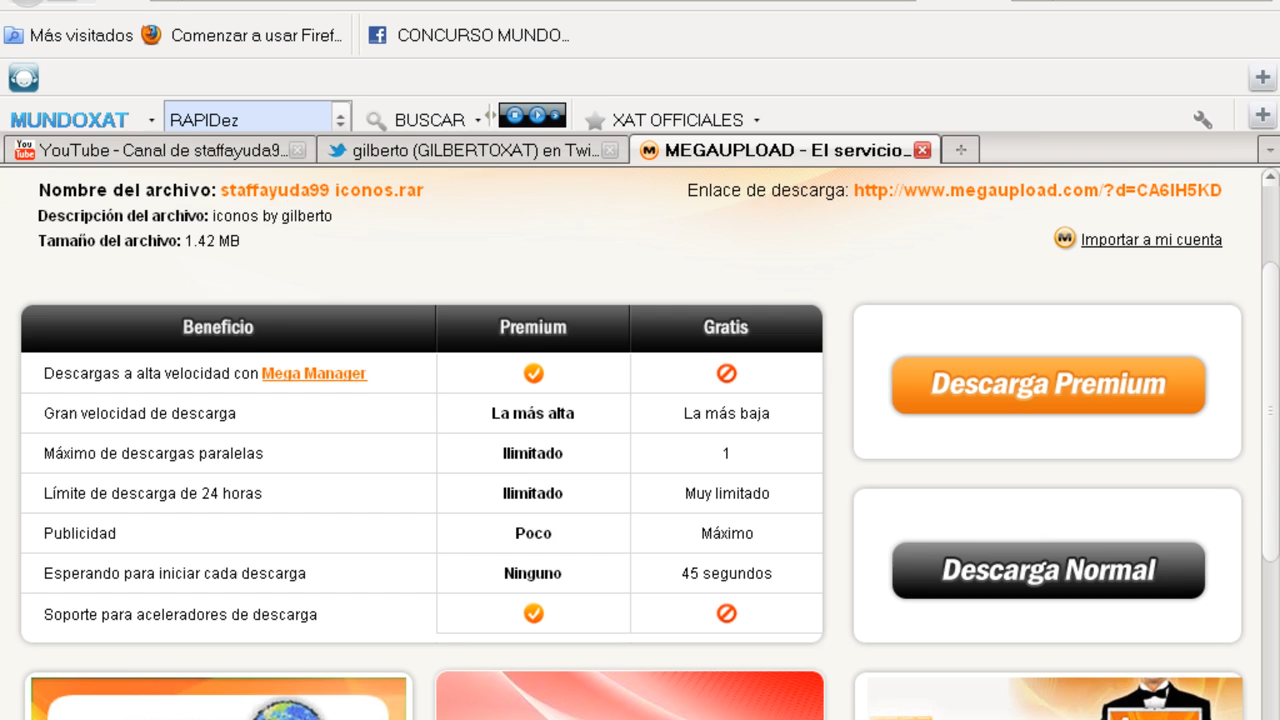 Más visitados Comenzar a usar Firef... CONCURSO MUNDO...
MUNDOXAT RAPIDez BUSCAR XAT OFFICIALES
You Tube YouTube - Canal de staffayuda9... gilberto (GILBERTOXAT) en Twi... MEGAUPLOAD - El servicio...
Nombre del archivo: staffayuda99 iconos.rar Enlace de descarga: http://www.megaupload.com/?d=CA6IH5KD
Descripción del archivo: iconos by gilberto
Tamaño del archivo: 1.42 MB Importar a mi cuenta
Beneficio Premium Gratis
Descargas a alta velocidad con Mega Manager
Gran velocidad de descarga La más alta La más baja
Máximo de descargas paralelas Ilimitado 1
Límite de descarga de 24 horas Ilimitado Muy limitado
Publicidad Poco Máximo
Esperando para iniciar cada descarga Ninguno 45 segundos
Soporte para aceleradores de descarga
Descarga Premium
Descarga Normal